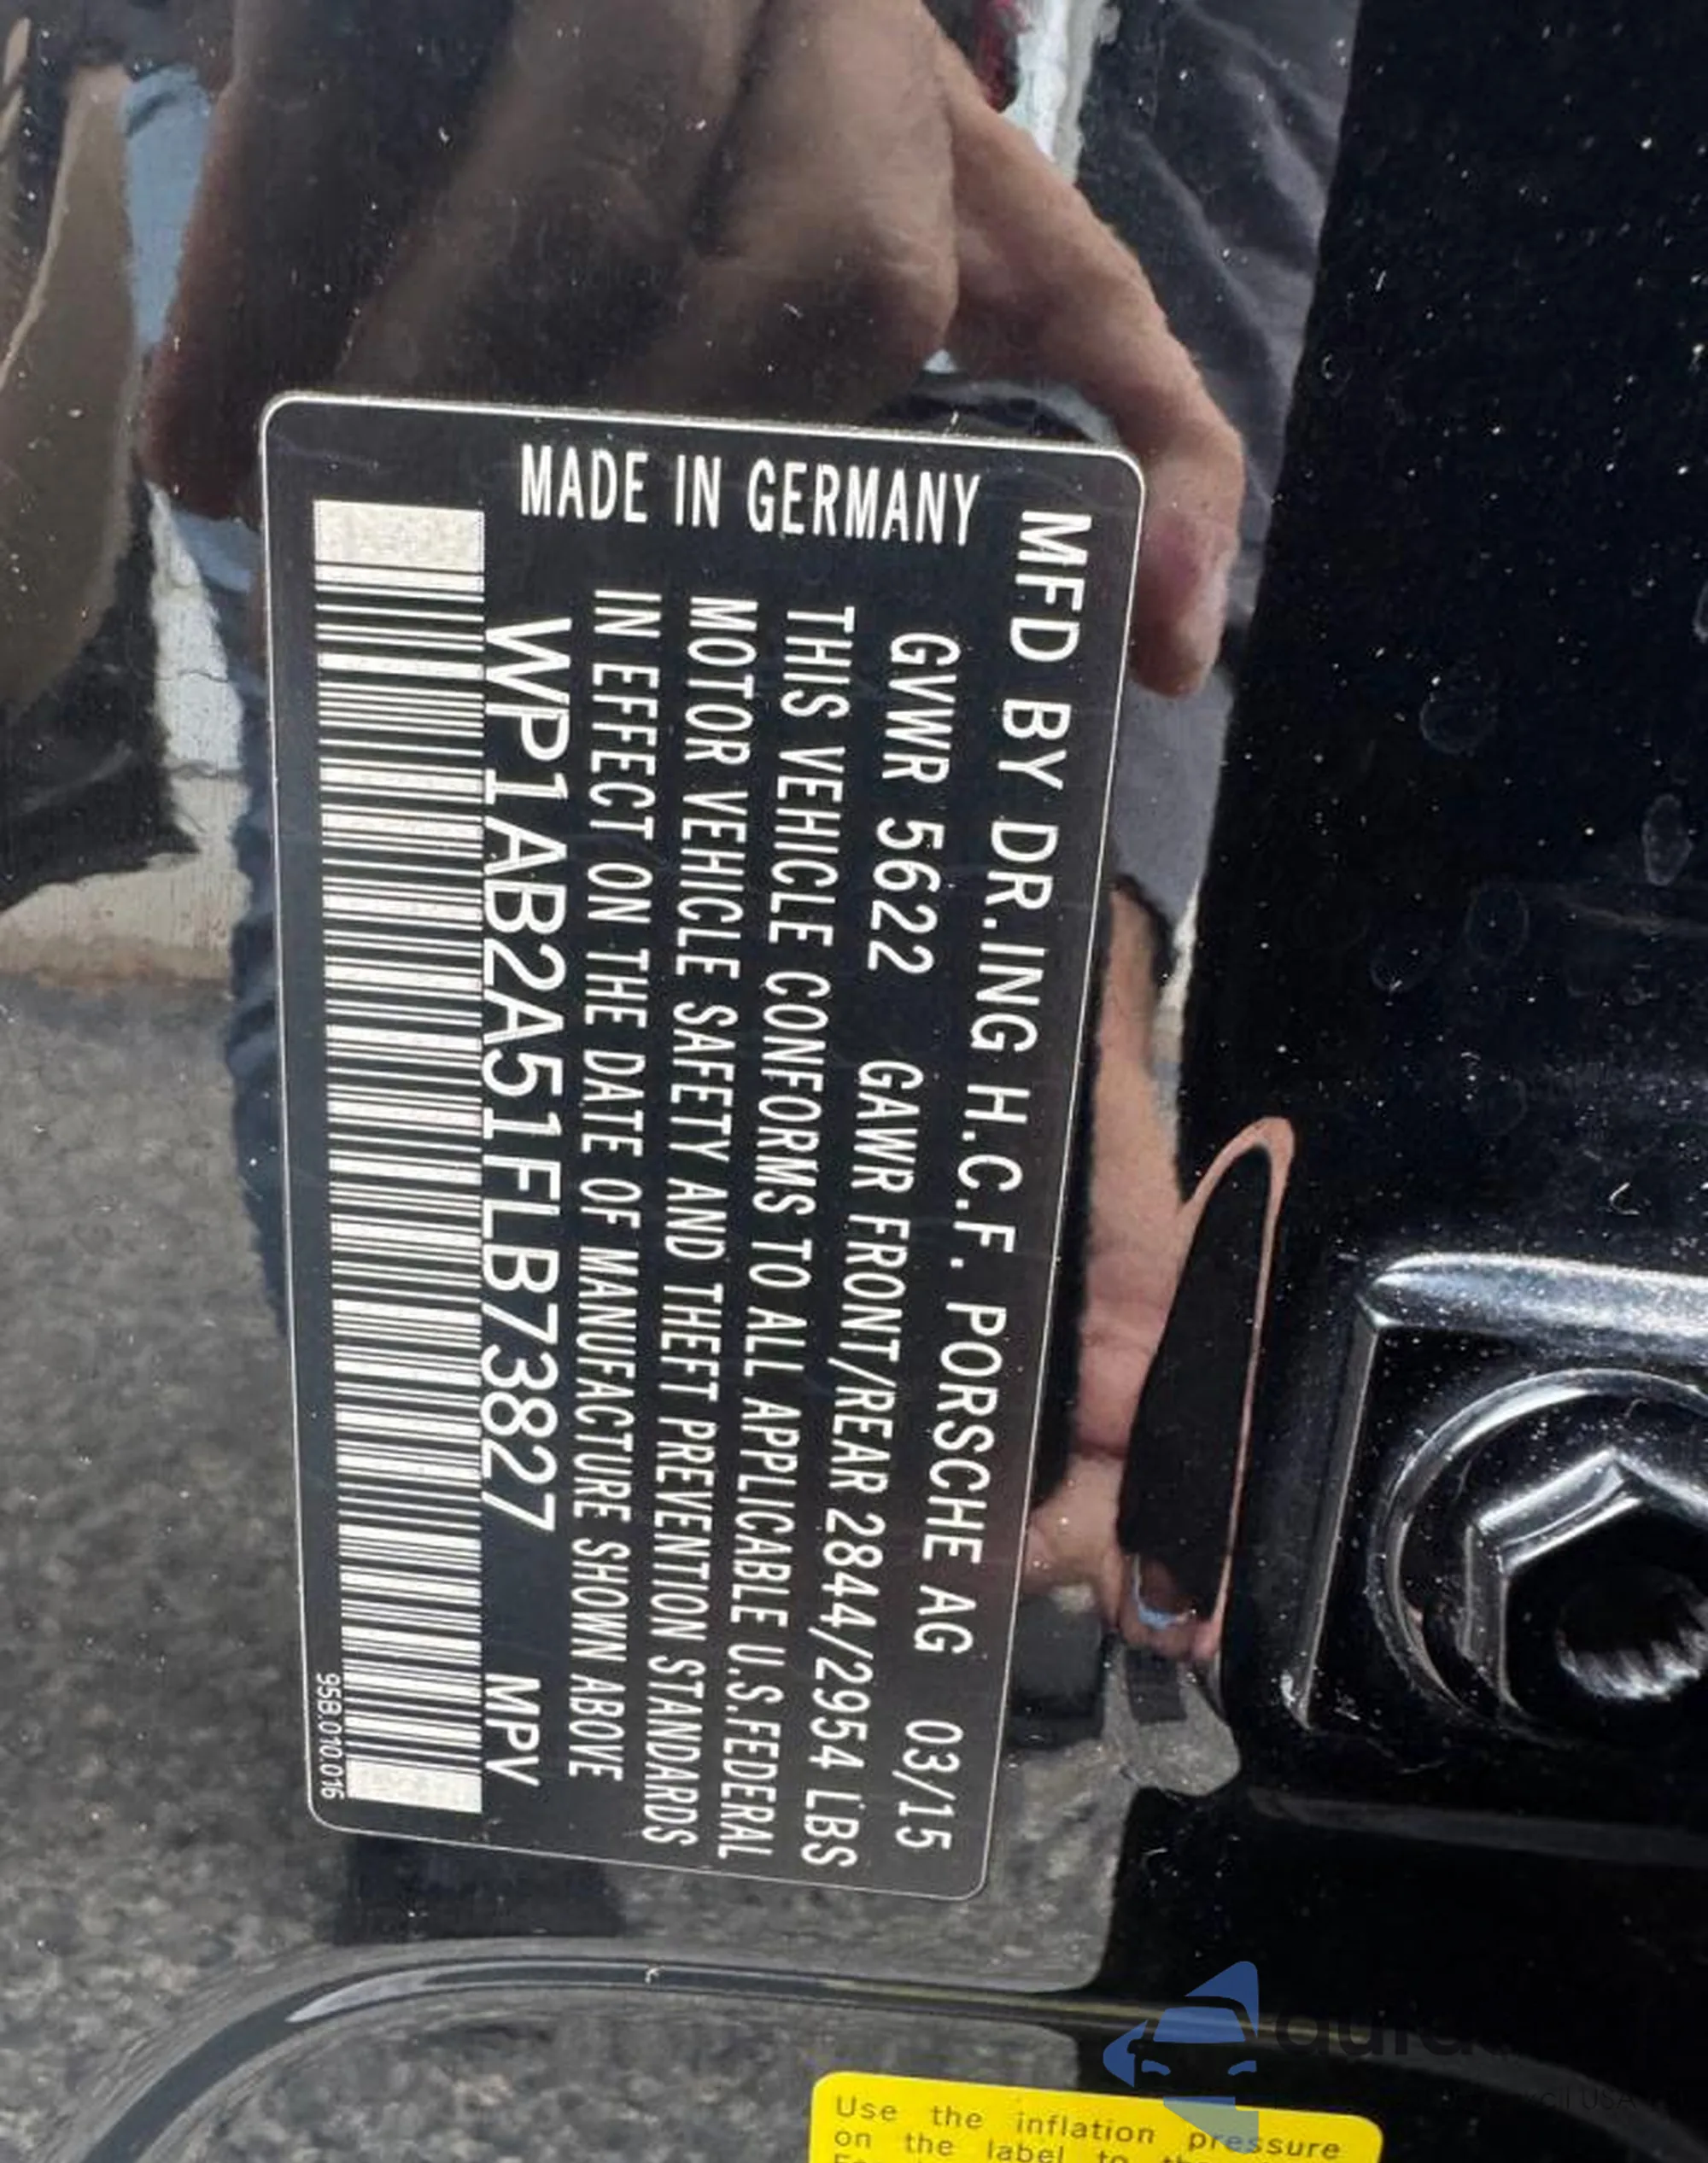 MFD BY DR.ING H.C.F. PORSCHE AG 03/15
GVWR 5622 GAWR FRONT/REAR 2844/2954 LBS
THIS VEHICLE CONFORMS TO ALL APPLICABLE U.S.FEDERAL
MOTOR VEHICLE SAFETY AND THEFT PREVENTION STANDARDS
IN EFFECT ON THE DATE OF MANUFACTURE SHOWN ABOVE
WP1AB2A51FLB73827 MPV
95B.010.016
MADE IN GERMANY
Use the inflation pressure
on the label to